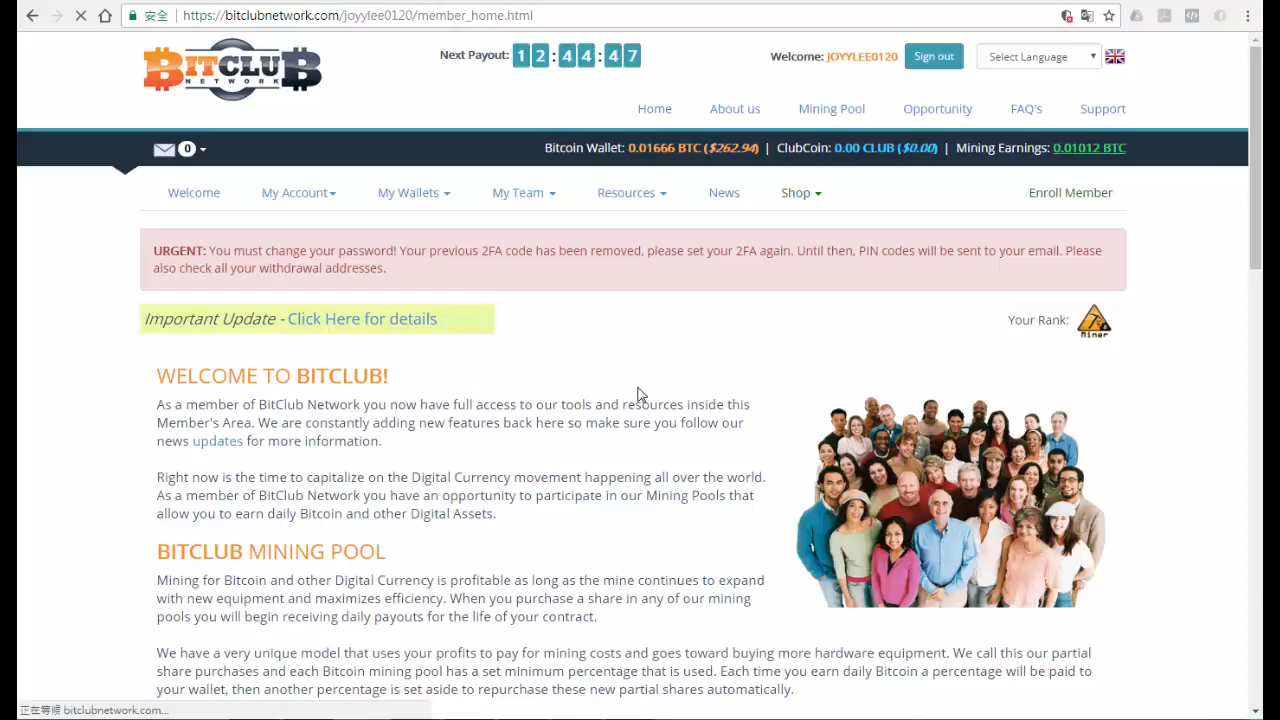 安全 https://bitclubnetwork.com/joyylee0120/member_home.html
BITCLUB NETWORK
Next Payout: 12:44:47
Welcome: JOYYLEE0120 Sign out Select Language
Home About us Mining Pool Opportunity FAQ's Support
0 Bitcoin Wallet: 0.01666 BTC ($262.94) | ClubCoin: 0.00 CLUB ($0.00) | Mining Earnings: 0.01012 BTC
Welcome My Account My Wallets My Team Resources News Shop Enroll Member
URGENT: You must change your password! Your previous 2FA code has been removed, please set your 2FA again. Until then, PIN codes will be sent to your email. Please
also check all your withdrawal addresses.
Important Update - Click Here for details
Your Rank:
Miner
WELCOME TO BITCLUB!
As a member of BitClub Network you now have full access to our tools and resources inside this
Member's Area. We are constantly adding new features back here so make sure you follow our
news updates for more information.
Right now is the time to capitalize on the Digital Currency movement happening all over the world.
As a member of BitClub Network you have an opportunity to participate in our Mining Pools that
allow you to earn daily Bitcoin and other Digital Assets.
BITCLUB MINING POOL
Mining for Bitcoin and other Digital Currency is profitable as long as the mine continues to expand
with new equipment and maximizes efficiency. When you purchase a share in any of our mining
pools you will begin receiving daily payouts for the life of your contract.
We have a very unique model that uses your profits to pay for mining costs and goes toward buying more hardware equipment. We call this our partial
share purchases and each Bitcoin mining pool has a set minimum percentage that is used. Each time you earn daily Bitcoin a percentage will be paid to
your wallet, then another percentage is set aside to repurchase these new partial shares automatically.
正在等候 bitclubnetwork.com...